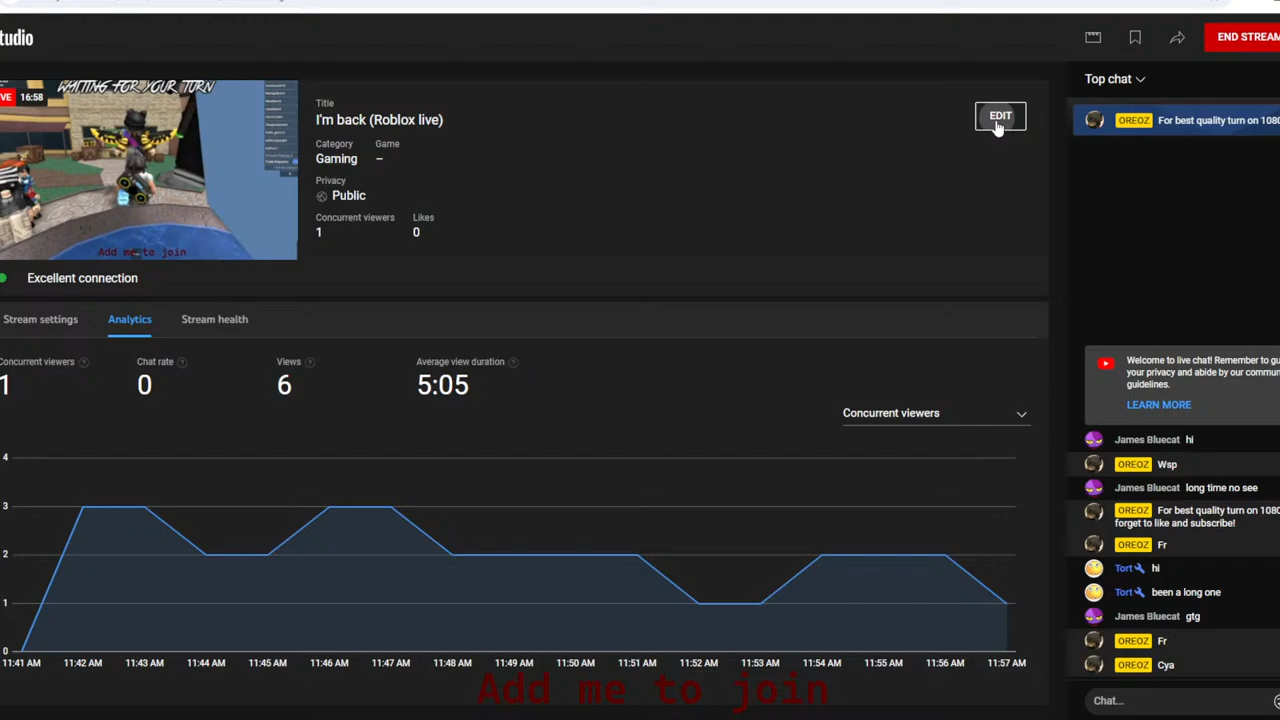 tudio
END STREAM
WAITING FOR YOUR TURN
VE 16:58
Add me to join
Title
I'm back (Roblox live)
Category Game
Gaming –
Privacy
Public
Concurrent viewers Likes
1 0
EDIT
Excellent connection
Stream settings Analytics Stream health
Concurrent viewers Chat rate Views Average view duration
1 0 6 5:05
Concurrent viewers
4
3
2
1
0
11:41 AM 11:42 AM 11:43 AM 11:44 AM 11:45 AM 11:46 AM 11:47 AM 11:48 AM 11:49 AM 11:50 AM 11:51 AM 11:52 AM 11:53 AM 11:54 AM 11:55 AM 11:56 AM 11:57 AM
Add me to join
Top chat
OREOZ For best quality turn on 1080
Welcome to live chat! Remember to gu
your privacy and abide by our commun
guidelines.
LEARN MORE
James Bluecat hi
OREOZ Wsp
James Bluecat long time no see
OREOZ For best quality turn on 1080
forget to like and subscribe!
OREOZ Fr
Tort hi
Tort been a long one
James Bluecat gtg
OREOZ Fr
OREOZ Cya
Chat...